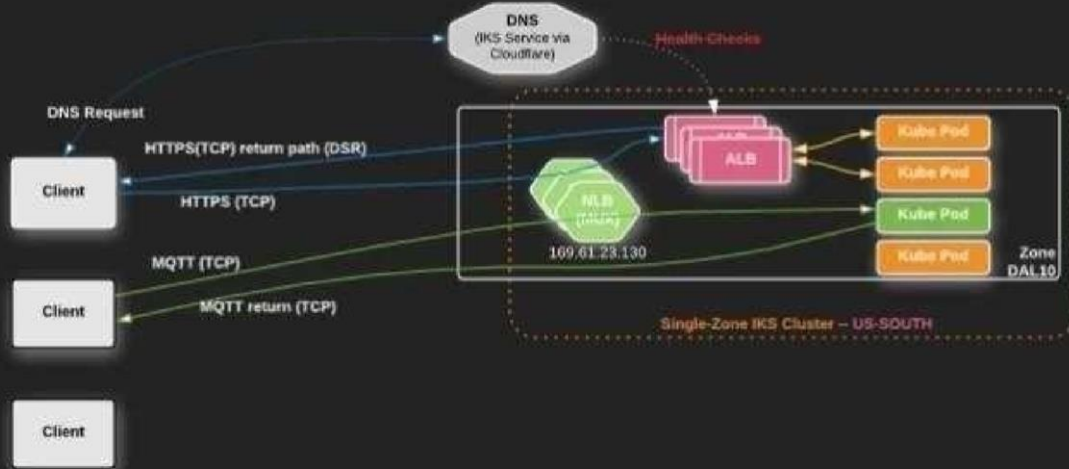 DNS
(IKS Service via
Cloudflare)
Health Checks
DNS Request
HTTPS(TCP) return path (DSR)
Client
HTTPS (TCP)
ALB
Kube Pod
Kube Pod
NLB
(MUX)
Kube Pod
169.61.23.130
Kube Pod
Zone
DAL10
MQTT (TCP)
Client
MQTT return (TCP)
Single-Zone IKS Cluster – US-SOUTH
Client